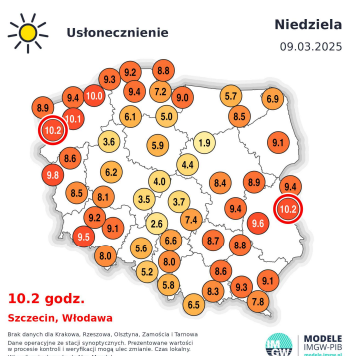 Usłonecznienie
Niedziela
09.03.2025
9.3 9.2 8.8
8.9 9.4 10.0 9.4 7.2 9.0 5.7 6.9
10.2 10.1 6.1 5.0 8.5
3.6 5.9 1.9 9.1
8.6 4.4
9.8 6.2 4.0 8.4 8.9 9.4
8.5 8.1 3.5 3.7
9.2 9.4 10.2
9.5 9.1 2.6 7.4 9.6
5.6 6.6 8.7 8.8
8.0 8.0
5.2 8.6
5.8 8.3 9.3 9.1
6.5 7.8
10.2 godz.
Szczecin, Włodawa
Brak danych dla Krakowa, Rzeszowa, Olsztyna, Zamościa i Tarnowa
Dane operacyjne ze stacji synoptycznych. Prezentowane wartości
w procesie kontroli i weryfikacji mogą ulec zmianie. Czas lokalny.
IM
GW
MODELE
IMGW-PIB